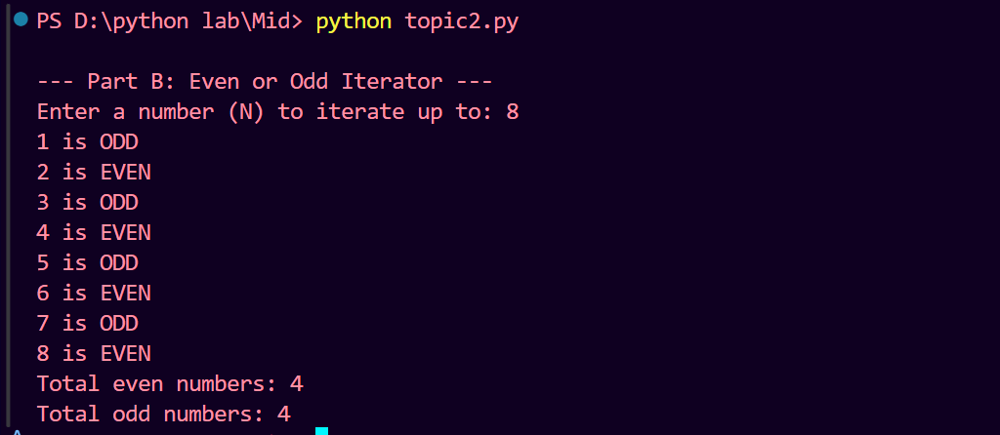 PS D:\python lab\Mid> python topic2.py
--- Part B: Even or Odd Iterator ---
Enter a number (N) to iterate up to: 8
1 is ODD
2 is EVEN
3 is ODD
4 is EVEN
5 is ODD
6 is EVEN
7 is ODD
8 is EVEN
Total even numbers: 4
Total odd numbers: 4